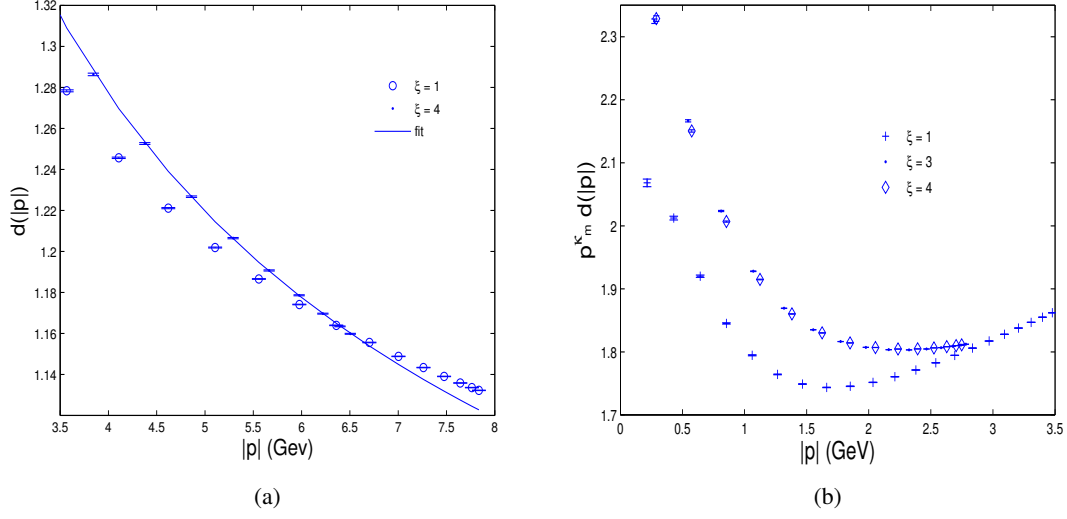 1.32
1.3
1.28
1.26
1.24
1.22
1.2
1.18
1.16
1.14
d(|p|)
3.5 4 4.5 5 5.5 6 6.5 7 7.5 8
|p| (Gev)
ξ = 1
ξ = 4
fit
(a)
2.3
2.2
2.1
2
1.9
1.8
1.7
p^κ_m d(|p|)
0 0.5 1 1.5 2 2.5 3 3.5
|p| (GeV)
ξ = 1
ξ = 3
ξ = 4
(b)